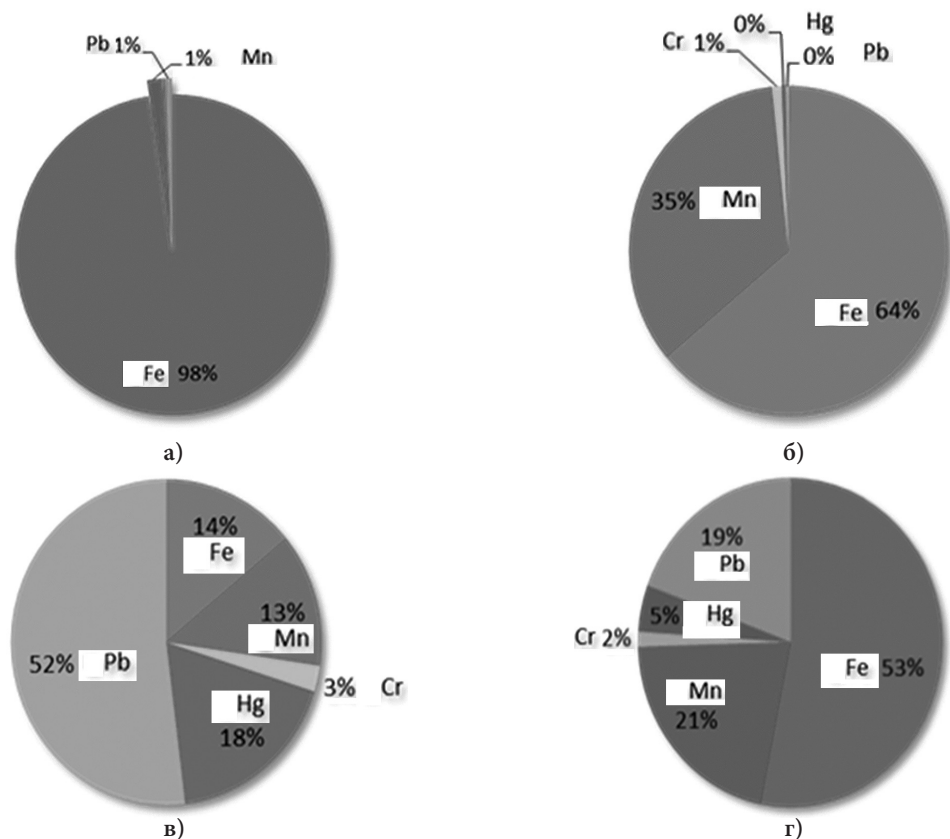 Pb 1%
1% Mn
Fe 98%
а)
0% Hg
Cr 1%
0% Pb
35% Mn
Fe 64%
б)
14%
Fe
13%
Mn
3% Cr
Hg
18%
52% Pb
в)
19%
Pb
5% Hg
Cr 2%
Mn
21%
Fe 53%
г)